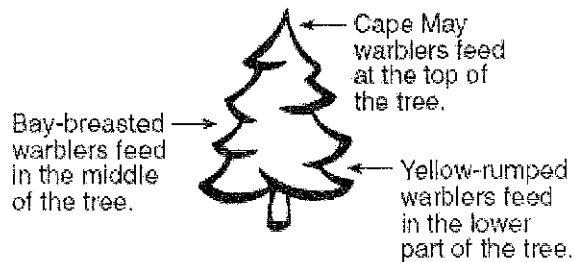 Cape May
warblers feed
at the top of
the tree.
Bay-breasted
warblers feed
in the middle
of the tree.
Yellow-rumped
warblers feed
in the lower
part of the tree.